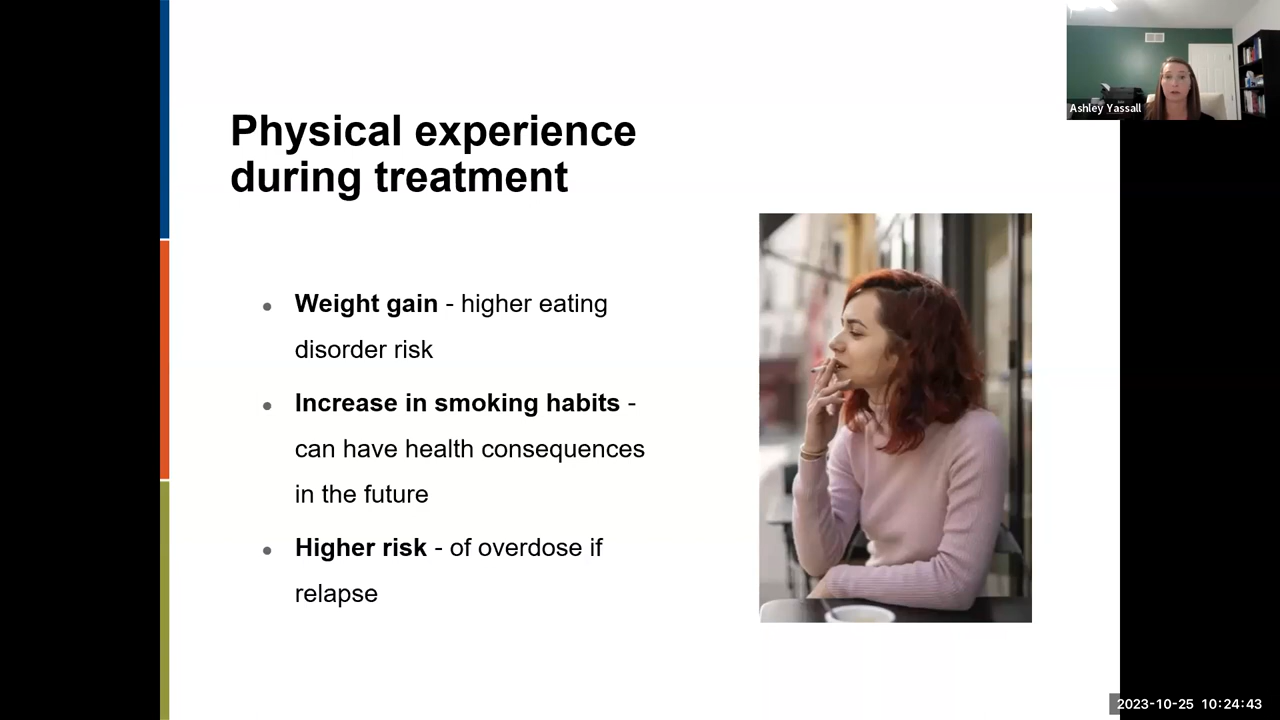 Physical experience
during treatment
Weight gain - higher eating
disorder risk
Increase in smoking habits -
can have health consequences
in the future
Higher risk - of overdose if
relapse
Ashley Yassall
2023-10-25 10:24:43